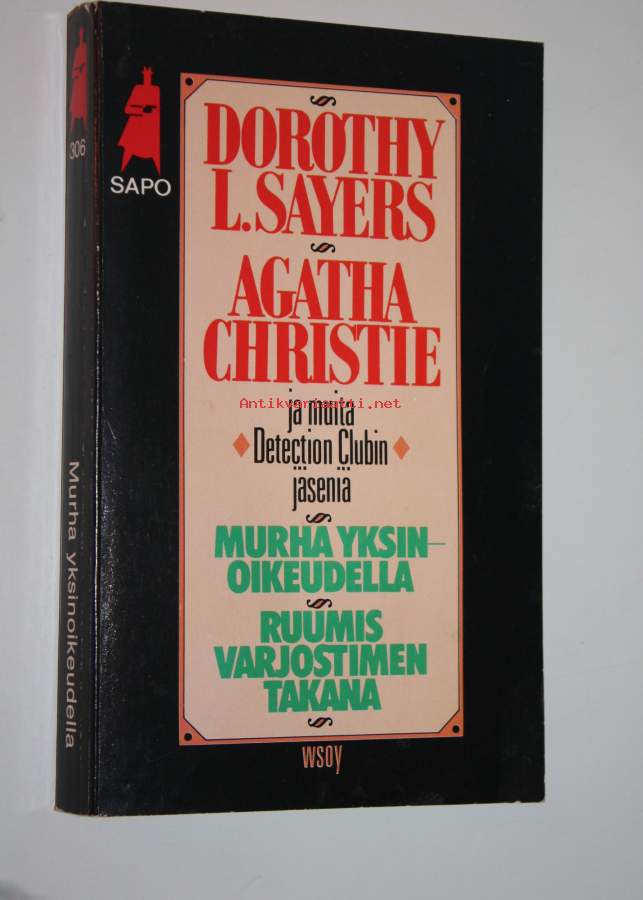 306
SAPO
Murha yksinoikeudella
DOROTHY
L. SAYERS
AGATHA
CHRISTIE
Antikvariaatti.net
ja muita
Detection Clubin
jäseniä
MURHA YKSIN-
OIKEUDELLA
RUUMIS
VARJOSTIMEN
TAKANA
wsoy